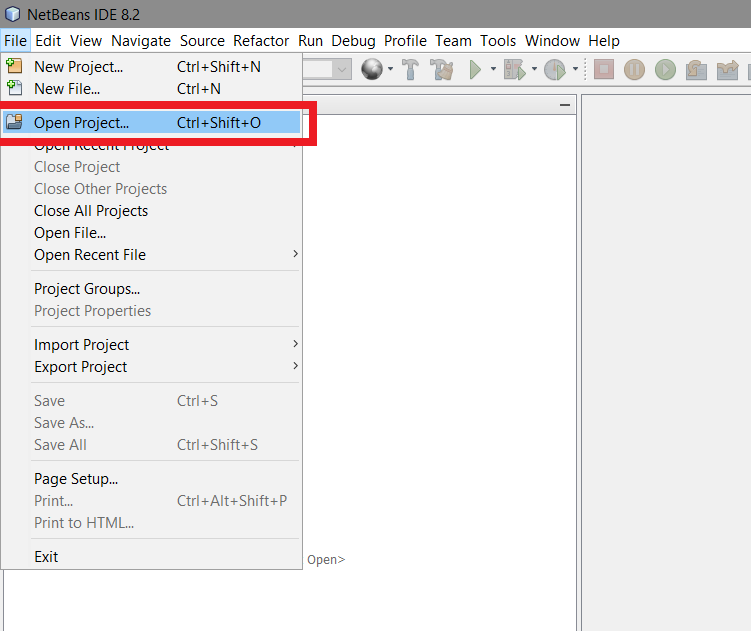 NetBeans IDE 8.2
File Edit View Navigate Source Refactor Run Debug Profile Team Tools Window Help
New Project... Ctrl+Shift+N
New File... Ctrl+N
Open Project... Ctrl+Shift+O
Open Recent Project
Close Project
Close Other Projects
Close All Projects
Open File...
Open Recent File
Project Groups...
Project Properties
Import Project
Export Project
Save Ctrl+S
Save As...
Save All Ctrl+Shift+S
Page Setup...
Print... Ctrl+Alt+Shift+P
Print to HTML...
Exit
Open>